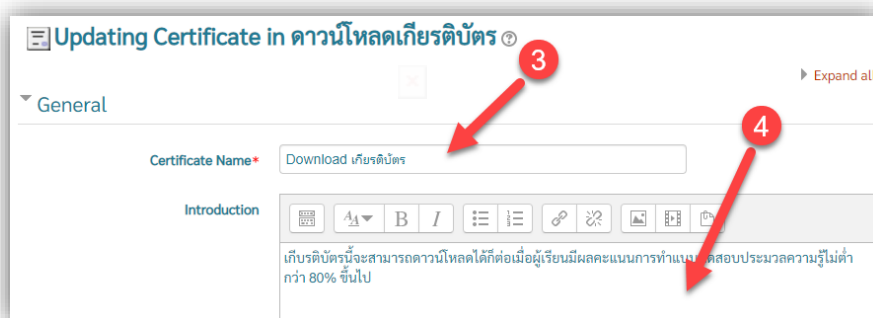 Updating Certificate in ดาวน์โหลดเกียรติบัตร
3
Expand all
General
4
Certificate Name*
Download เกียรติบัตร
Introduction
B I
เกีบรติบัตรนี้จะสามารถดาวน์โหลดได้ก็ต่อเมื่อผู้เรียนมีผลคะแนนการทำแบบ สอบประมวลความรู้ไม่ต่ำ
กว่า 80% ขึ้นไป